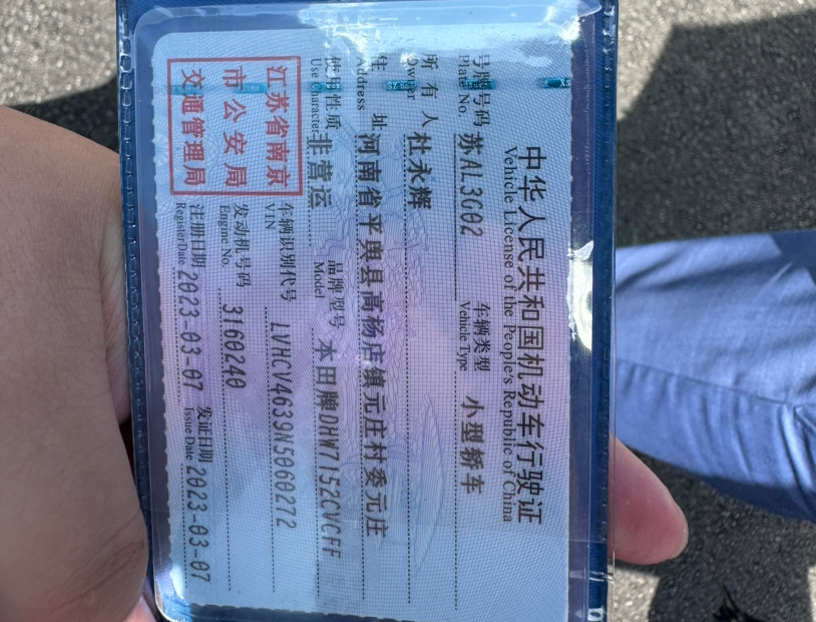 中华人民共和国机动车行驶证
Vehicle License of the People's Republic of China
号牌号码 苏AL3G02 车辆类型 小型轿车
Plate No. Vehicle Type
所有人 杜永辉
Owner
住址 河南省平舆县高杨店镇元庄村委元庄
Address
使用性质 非营运 品牌型号 本田牌DHW7152CVCFF
Use Character Model
江苏省南京
市公安局
交通管理局
车辆识别代号 LVHCV4639N5060272
VIN
发动机号码 3160240
Engine No.
注册日期 2023-03-07 发证日期 2023-03-07
Register Date Issue Date